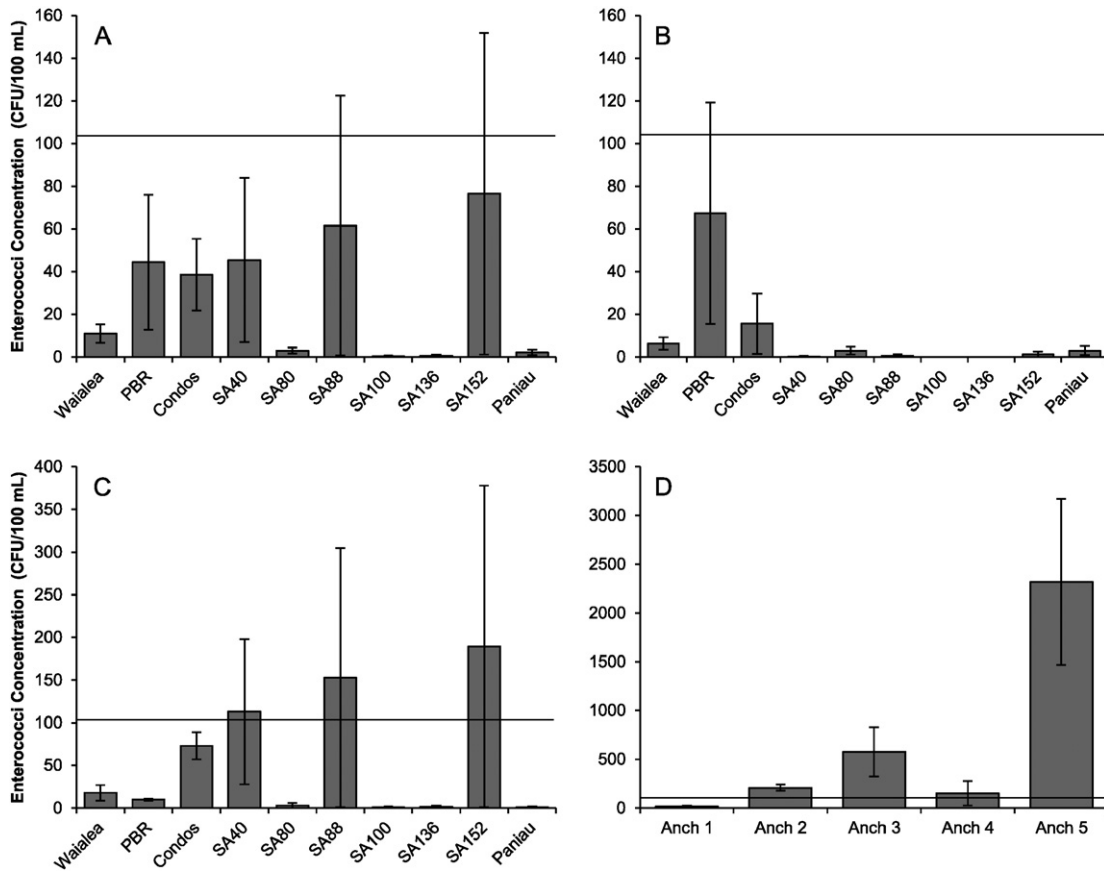 A
Enterococci Concentration (CFU/100 mL)
160
140
120
100
80
60
40
20
0
Waialea
PBR
Condos
SA40
SA80
SA88
SA100
SA136
SA152
Paniau
B
160
140
120
100
80
60
40
20
0
Waialea
PBR
Condos
SA40
SA80
SA88
SA100
SA136
SA152
Paniau
C
Enterococci Concentration (CFU/100 mL)
400
350
300
250
200
150
100
50
0
Waialea
PBR
Condos
SA40
SA80
SA88
SA100
SA136
SA152
Paniau
D
3500
3000
2500
2000
1500
1000
500
0
Anch 1
Anch 2
Anch 3
Anch 4
Anch 5